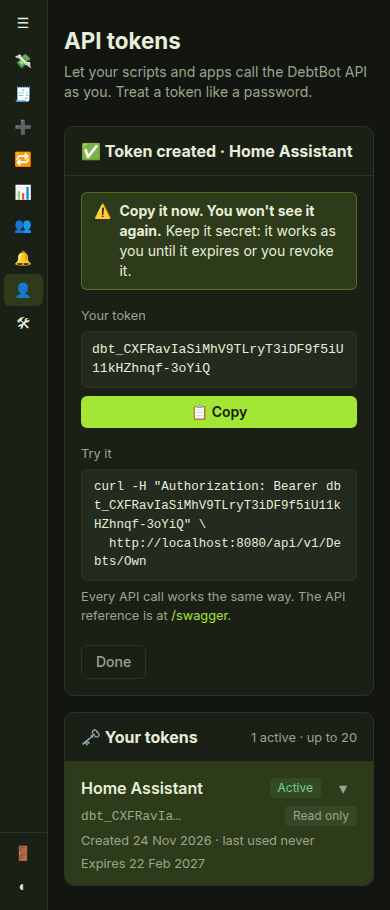 API tokens
Let your scripts and apps call the DebtBot API
as you. Treat a token like a password.
✅ Token created · Home Assistant
⚠️ Copy it now. You won't see it
again. Keep it secret: it works as
you until it expires or you revoke
it.
Your token
dbt_CXFRavIaSiMhV9TLryT3iDF9f5iU
11kHZhnqf-3oYiQ
📋 Copy
Try it
curl -H "Authorization: Bearer db
t_CXFRavIaSiMhV9TLryT3iDF9f5iU11k
HZhnqf-3oYiQ" \
  http://localhost:8080/api/v1/De
bts/Own
Every API call works the same way. The API
reference is at /swagger.
Done
🗝️ Your tokens 1 active · up to 20
Home Assistant Active ▾
dbt_CXFRavIa… Read only
Created 24 Nov 2026 · last used never
Expires 22 Feb 2027